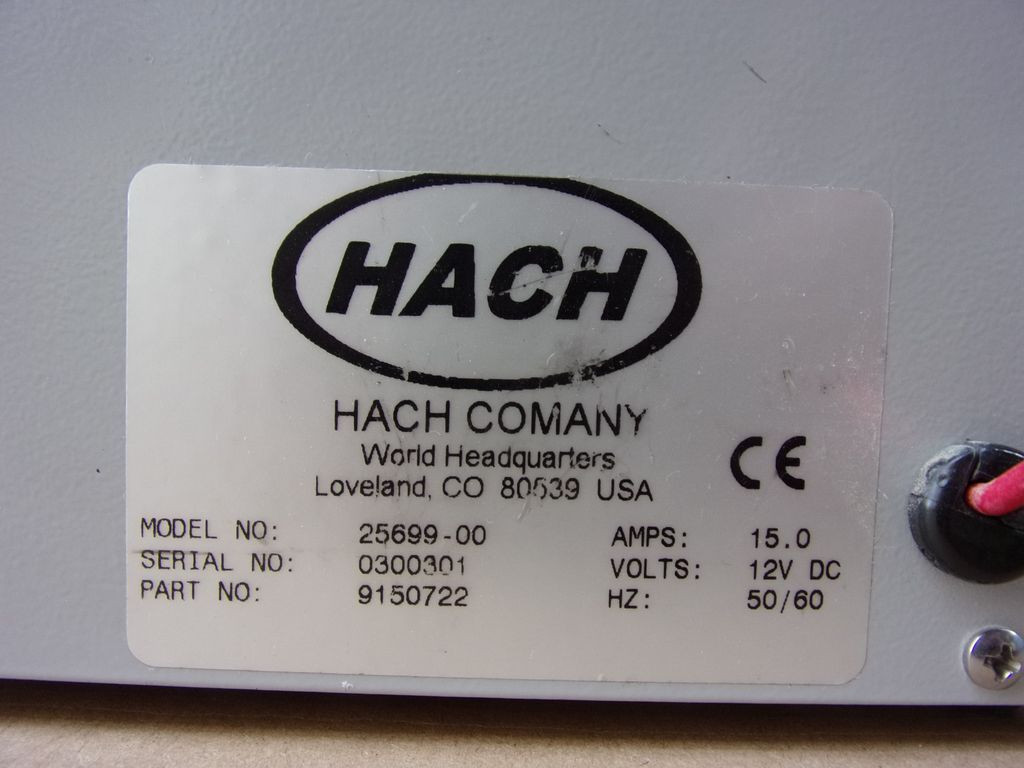 HACH
HACH COMANY
World Headquarters
Loveland, CO 80539 USA
CE
MODEL NO: 25699-00 AMPS: 15.0
SERIAL NO: 0300301 VOLTS: 12V DC
PART NO: 9150722 HZ: 50/60